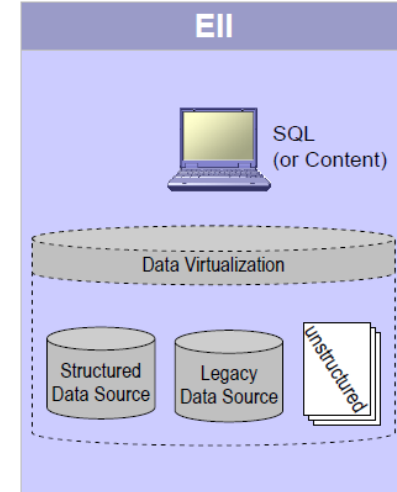 EII
SQL
(or Content)
Data Virtualization
Structured
Data Source
Legacy
Data Source
unstructured